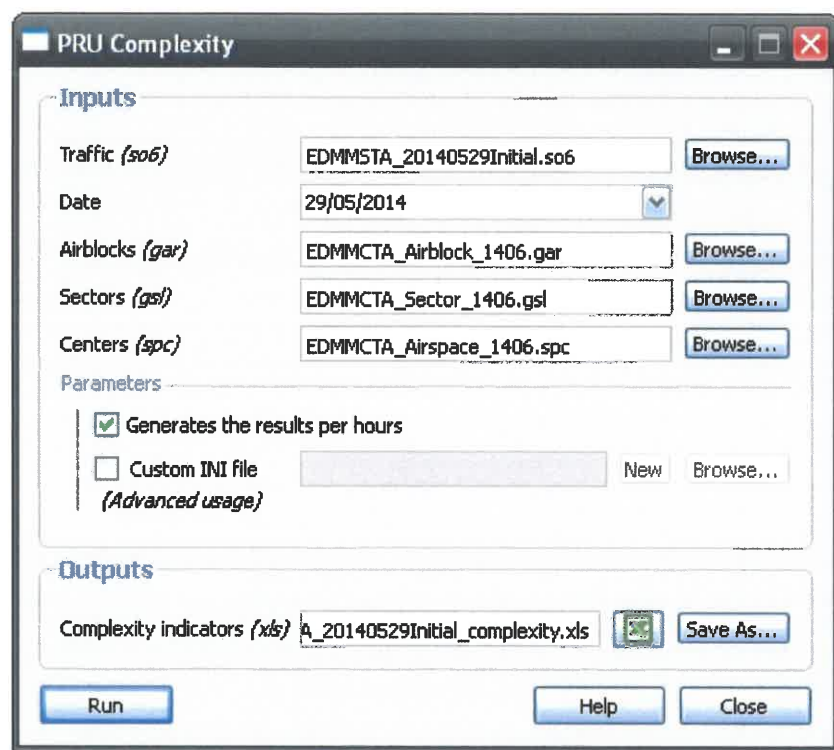 PRU Complexity
Inputs
Traffic (so6) EDMMSTA_20140529Initial.so6 Browse...
Date 29/05/2014
Airblocks (gar) EDMMCTA_Airblock_1406.gar Browse...
Sectors (gsl) EDMMCTA_Sector_1406.gsl Browse...
Centers (spc) EDMMCTA_Airspace_1406.spc Browse...
Parameters
Generates the results per hours
Custom INI file New Browse...
(Advanced usage)
Outputs
Complexity indicators (xls) A_20140529Initial_complexity.xls Save As...
Run Help Close